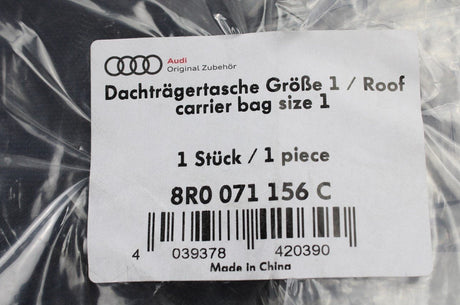 Audi
Original Zubehör
Dachträgertasche Größe 1 / Roof
carrier bag size 1
1 Stück / 1 piece
8R0 071 156 C
4 039378 420390
Made in China